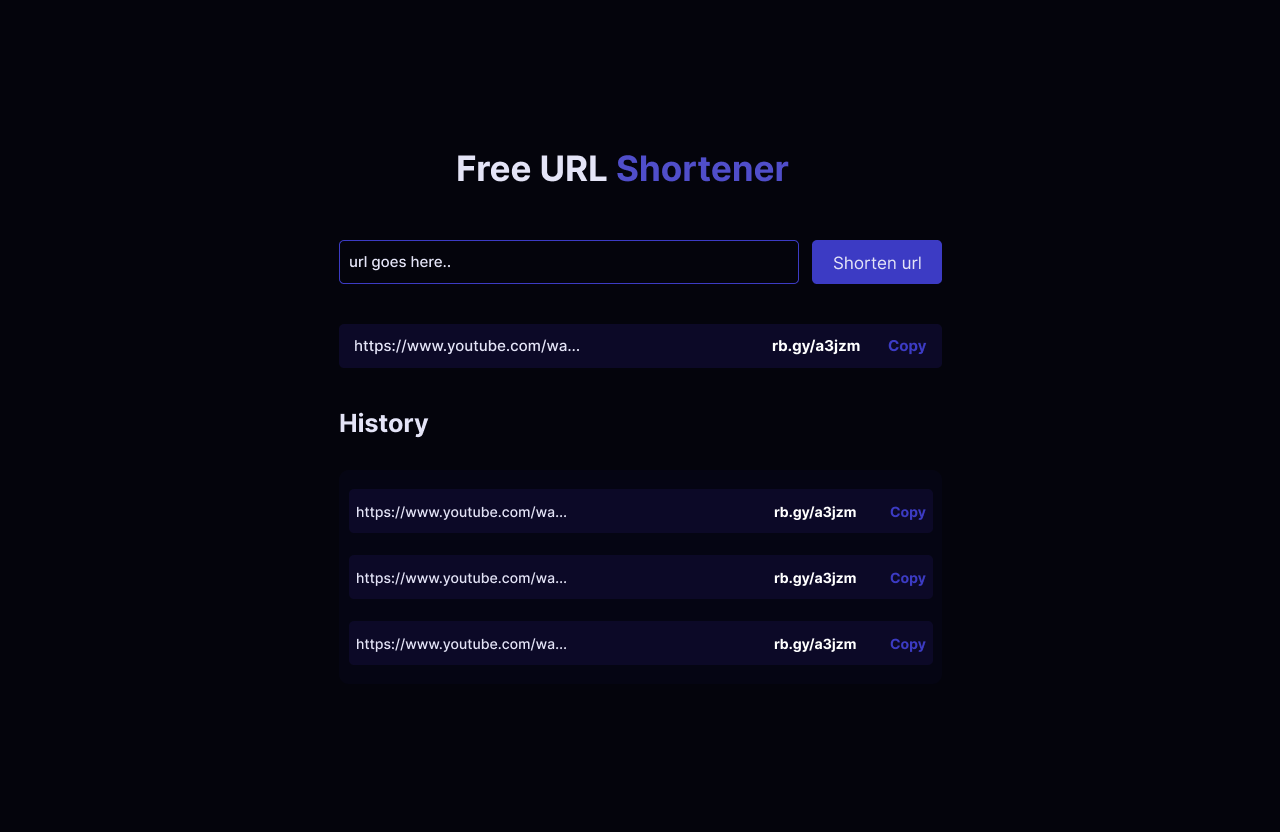 Free URL Shortener
url goes here..
Shorten url
https://www.youtube.com/wa... rb.gy/a3jzm Copy
History
https://www.youtube.com/wa... rb.gy/a3jzm Copy
https://www.youtube.com/wa... rb.gy/a3jzm Copy
https://www.youtube.com/wa... rb.gy/a3jzm Copy